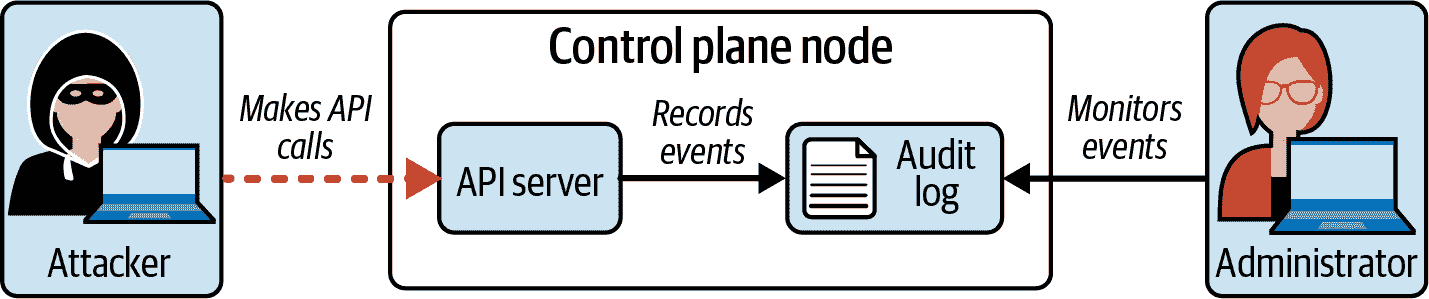 Control plane node
Makes API
calls
Records
events
Monitors
events
API server
Audit
log
Attacker
Administrator